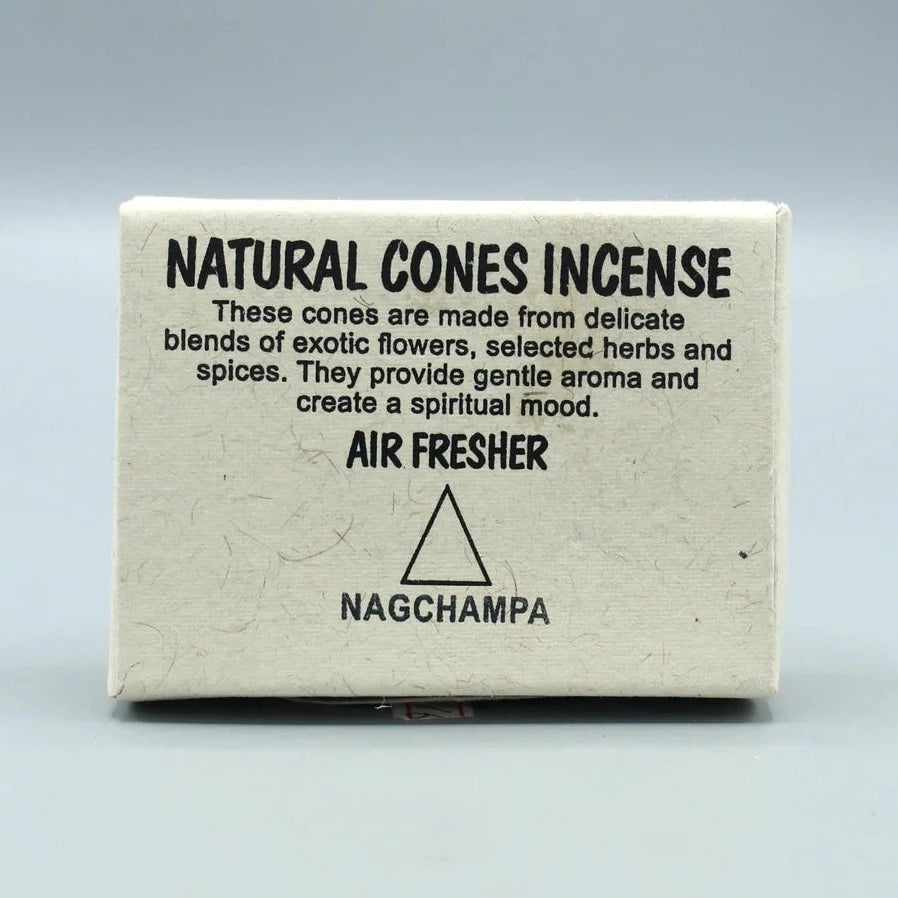 NATURAL CONES INCENSE
These cones are made from delicate
blends of exotic flowers, selected herbs and
spices. They provide gentle aroma and
create a spiritual mood.
AIR FRESHER
NAGCHAMPA